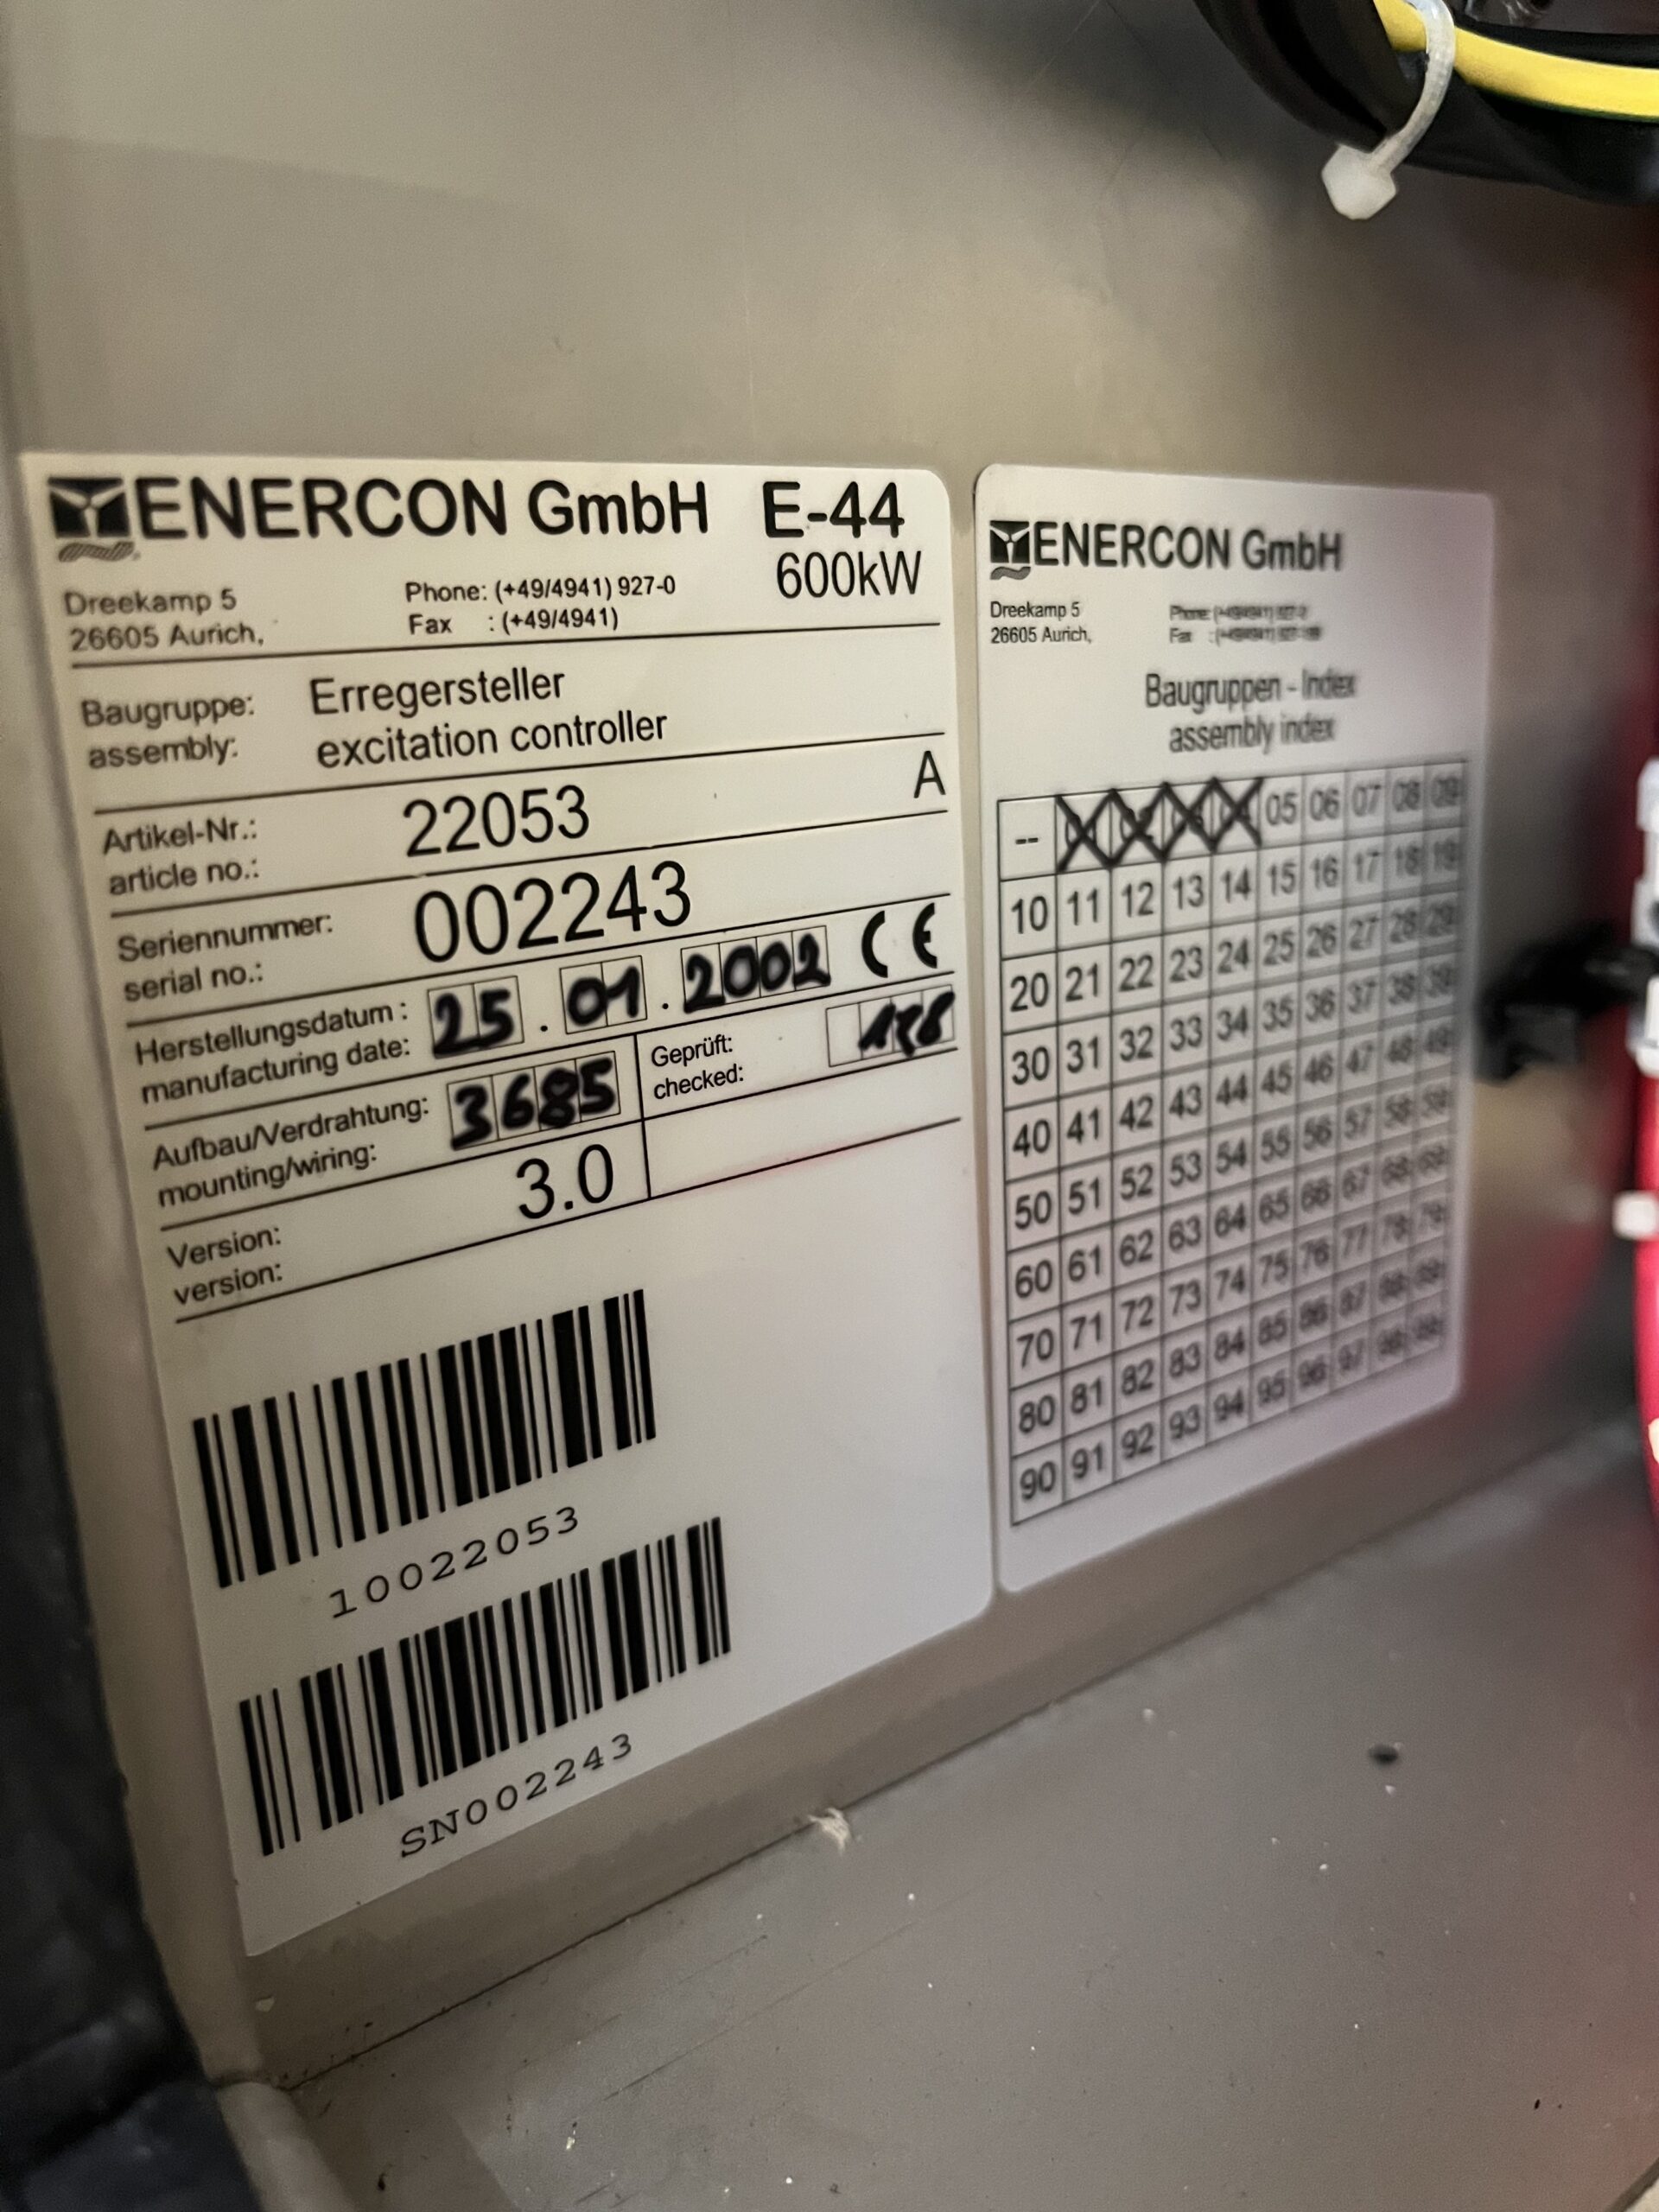 ENERCON GmbH E-44
600kW
Dreekamp 5 Phone: (+49/4941) 927-0
26605 Aurich, Fax : (+49/4941)
Baugruppe: Erregersteller
assembly: excitation controller
Artikel-Nr.: 22053 A
article no.:
Seriennummer: 002243
serial no.:
Herstellungsdatum : 25.01.2002 CE
manufacturing date:
Aufbau/Verdrahtung: 3685
mounting/wiring:
Geprüft:
checked:
Version: 3.0
version:
10022053
SN002243
ENERCON GmbH
Dreekamp 5
26605 Aurich,
Baugruppen - Index
assembly index
-- 05 06 07 08 09
10 11 12 13 14 15 16 17 18 19
20 21 22 23 24 25 26 27 28 29
30 31 32 33 34 35 36 37 38 39
40 41 42 43 44 45 46 47 48 49
50 51 52 53 54 55 56 57 58 59
60 61 62 63 64 65 66 67 68 69
70 71 72 73 74 75 76 77 78 79
80 81 82 83 84 85 86 87 88 89
90 91 92 93 94 95 96 97 98 99